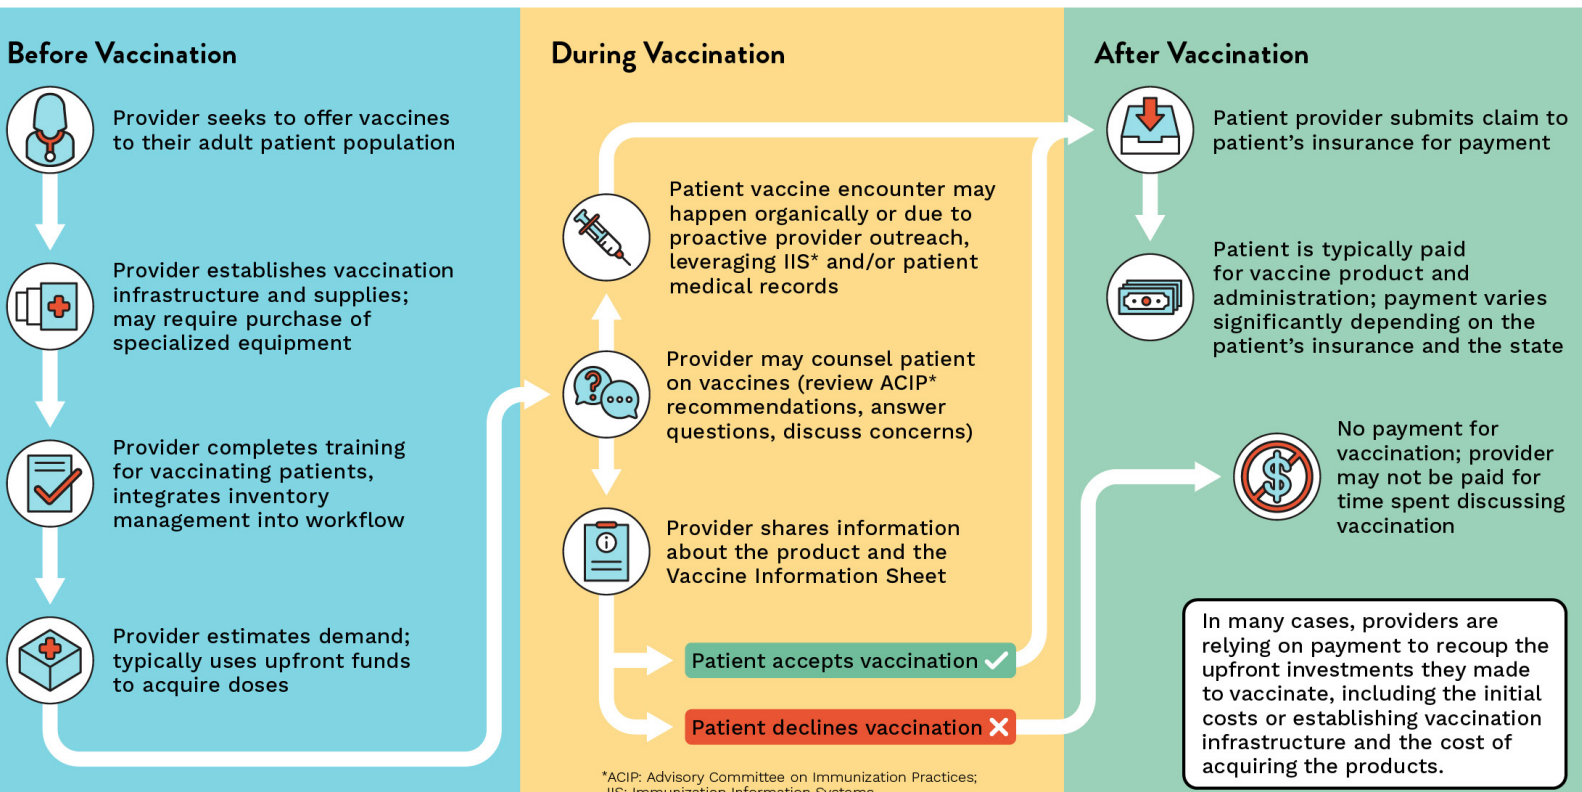 Before Vaccination
Provider seeks to offer vaccines
to their adult patient population
Provider establishes vaccination
infrastructure and supplies;
may require purchase of
specialized equipment
Provider completes training
for vaccinating patients,
integrates inventory
management into workflow
Provider estimates demand;
typically uses upfront funds
to acquire doses
During Vaccination
Patient vaccine encounter may
happen organically or due to
proactive provider outreach,
leveraging IIS* and/or patient
medical records
Provider may counsel patient
on vaccines (review ACIP*
recommendations, answer
questions, discuss concerns)
Provider shares information
about the product and the
Vaccine Information Sheet
Patient accepts vaccination
Patient declines vaccination
*ACIP: Advisory Committee on Immunization Practices;
IIS: Immunization Information Systems
After Vaccination
Patient provider submits claim to
patient’s insurance for payment
Patient is typically paid
for vaccine product and
administration; payment varies
significantly depending on the
patient’s insurance and the state
No payment for
vaccination; provider
may not be paid for
time spent discussing
vaccination
In many cases, providers are
relying on payment to recoup the
upfront investments they made
to vaccinate, including the initial
costs or establishing vaccination
infrastructure and the cost of
acquiring the products.